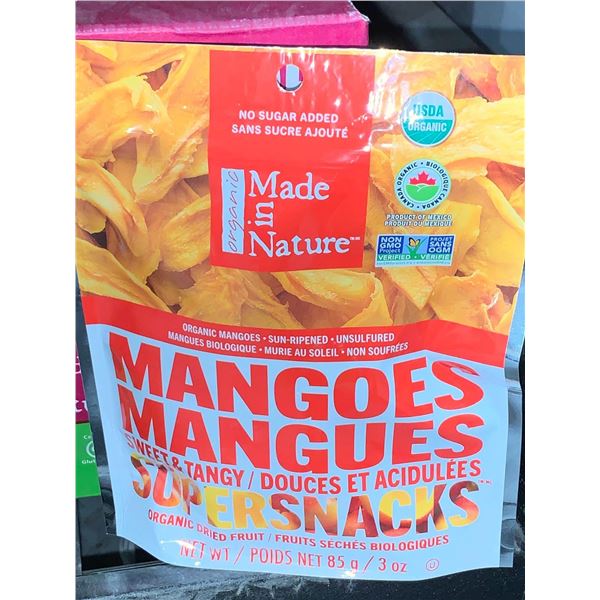 NO SUGAR ADDED
SANS SUCRE AJOUTÉ
organic
Made
in
Nature™
USDA
ORGANIC
CANADA ORGANIC • BIOLOGIQUE CANADA
PRODUCT OF MEXICO
PRODUIT DU MEXIQUE
NON
GMO
Project
VERIFIED
PROJET
SANS
OGM
VÉRIFIÉ
ORGANIC MANGOES • SUN-RIPENED • UNSULFURED
MANGUES BIOLOGIQUE • MURIE AU SOLEIL • NON SOUFRÉES
MANGOES
MANGUES
SWEET & TANGY / DOUCES ET ACIDULÉES
SUPERSNACKS
ORGANIC DRIED FRUIT / FRUITS SÉCHÉS BIOLOGIQUES
NET WT / POIDS NET 85 g / 3 oz
U